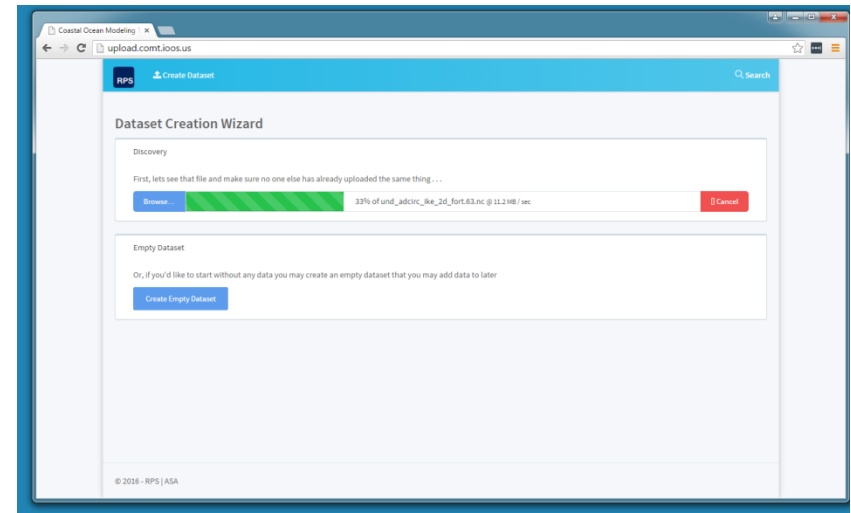 Coastal Ocean Modeling
upload.comt.ioos.us
RPS
Create Dataset
Search
Dataset Creation Wizard
Discovery
First, lets see that file and make sure no one else has already uploaded the same thing . . .
Browse...
33% of und_adcirc_ike_2d_fort.63.nc @ 11.2 MB / sec
Cancel
Empty Dataset
Or, if you'd like to start without any data you may create an empty dataset that you may add data to later
Create Empty Dataset
© 2016 - RPS | ASA